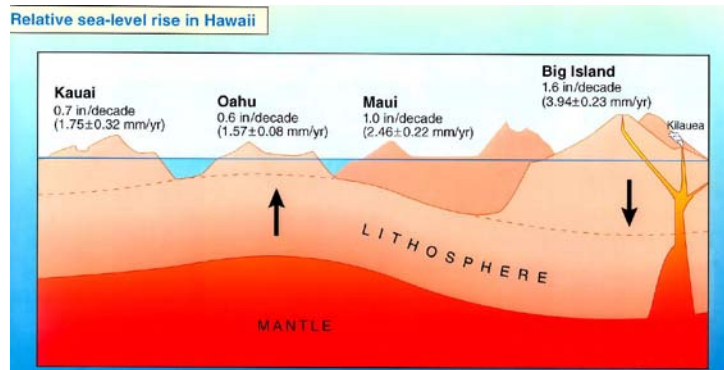 Relative sea-level rise in Hawaii
Kauai
0.7 in/decade
(1.75±0.32 mm/yr)
Oahu
0.6 in/decade
(1.57±0.08 mm/yr)
Maui
1.0 in/decade
(2.46±0.22 mm/yr)
Big Island
1.6 in/decade
(3.94±0.23 mm/yr)
Kilauea
LITHOSPHERE
MANTLE